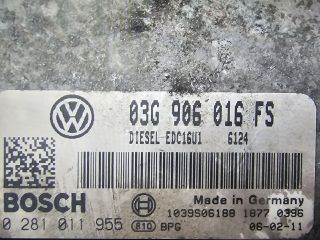 03G 906 016 FS
DIESEL EDC16U1 6124
BOSCH
Made in Germany
1039S06188 1877 0396
0 281 011 955 810 BPG 06-02-11